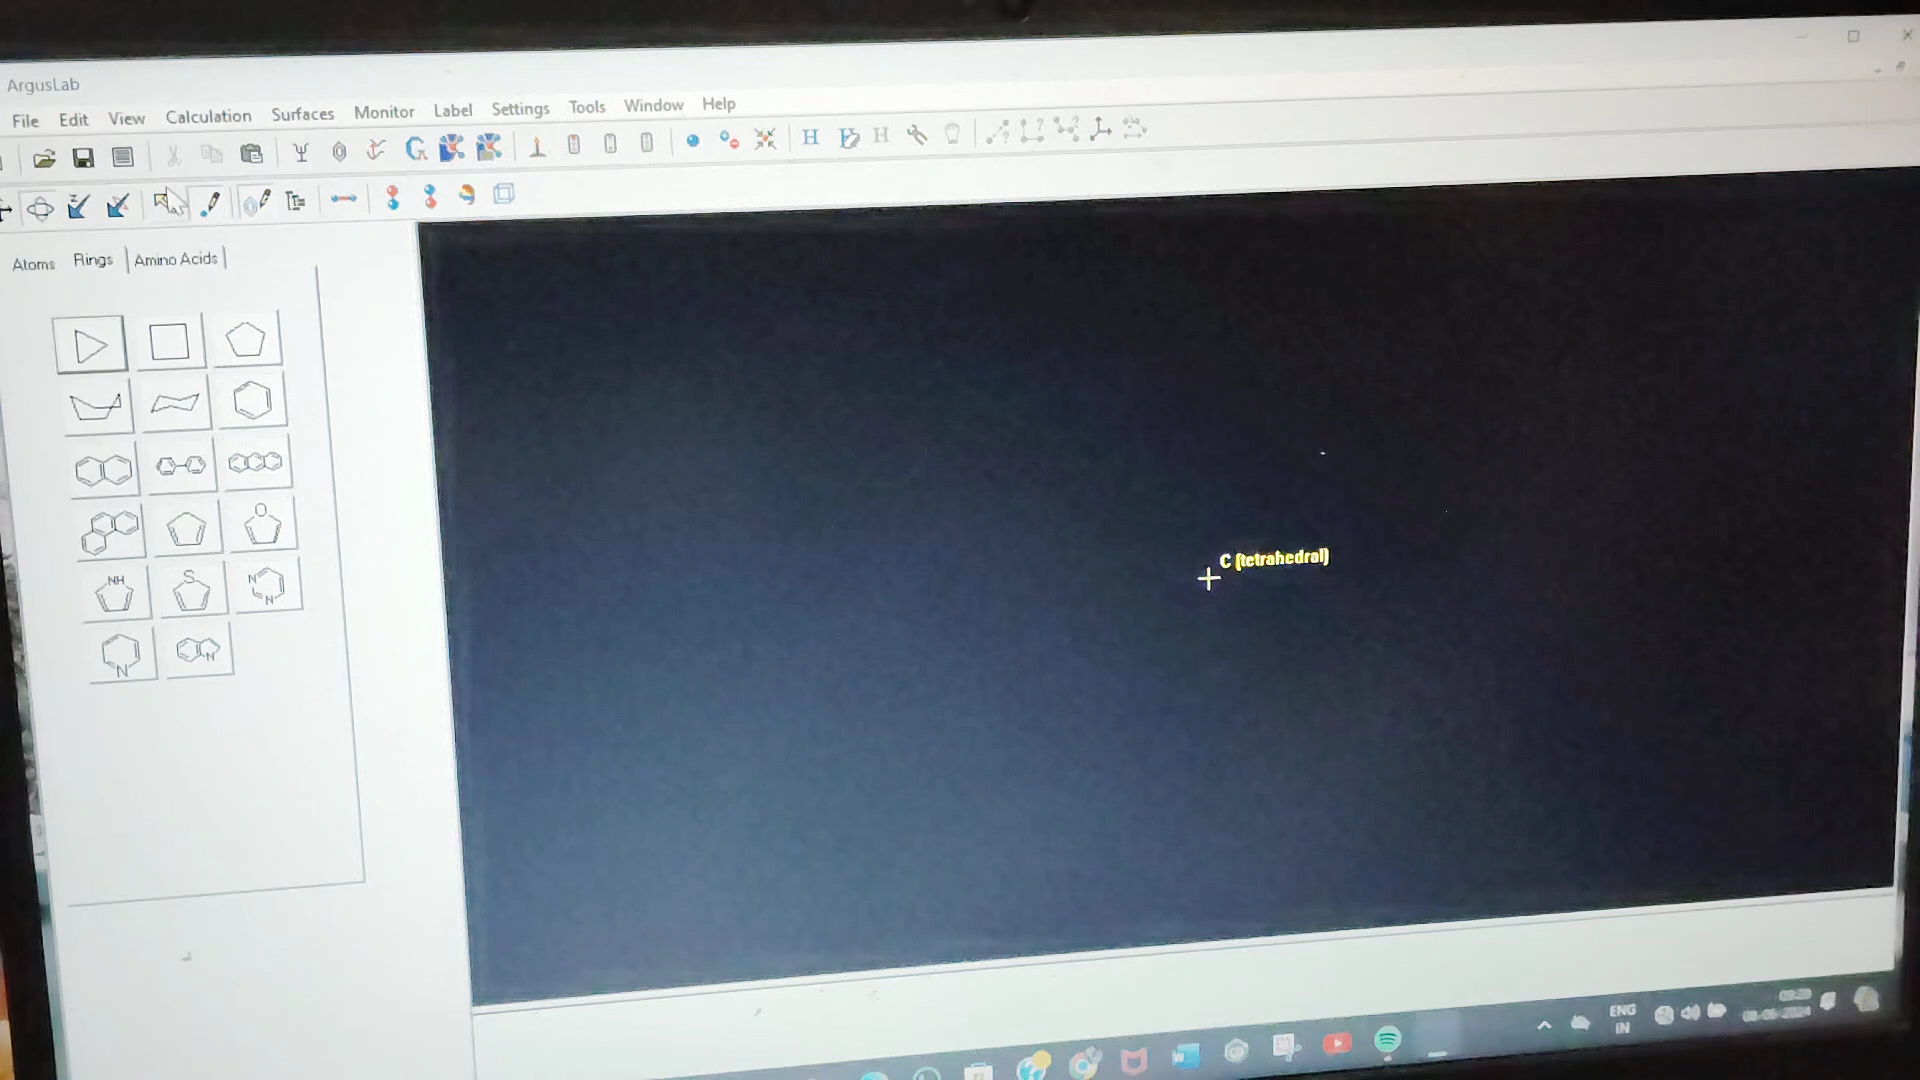 ArgusLab
File Edit View Calculation Surfaces Monitor Label Settings Tools Window Help
H H
Atoms Rings Amino Acids
O
NH S N N
N N
C (tetrahedral)
ENG
IN